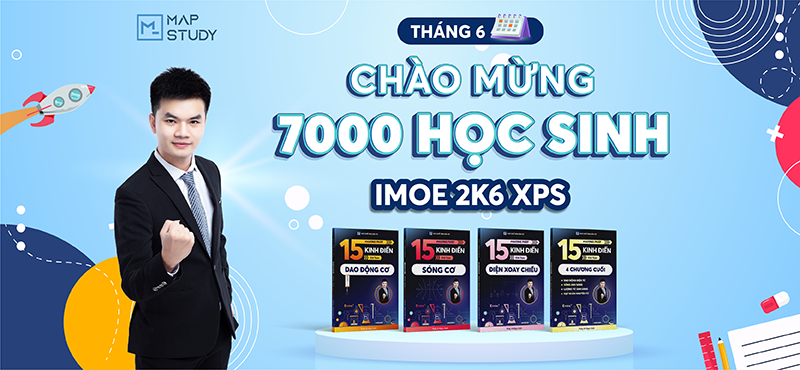 MAP
STUDY
THÁNG 6
CHÀO MỪNG
7000 HỌC SINH
IMOE 2K6 XPS
15
KINH ĐIỂN
DAO ĐỘNG CƠ
15
KINH ĐIỂN
SÓNG CƠ
15
KINH ĐIỂN
ĐIỆN XOAY CHIỀU
15
KINH ĐIỂN
4 CHƯƠNG CUỐI